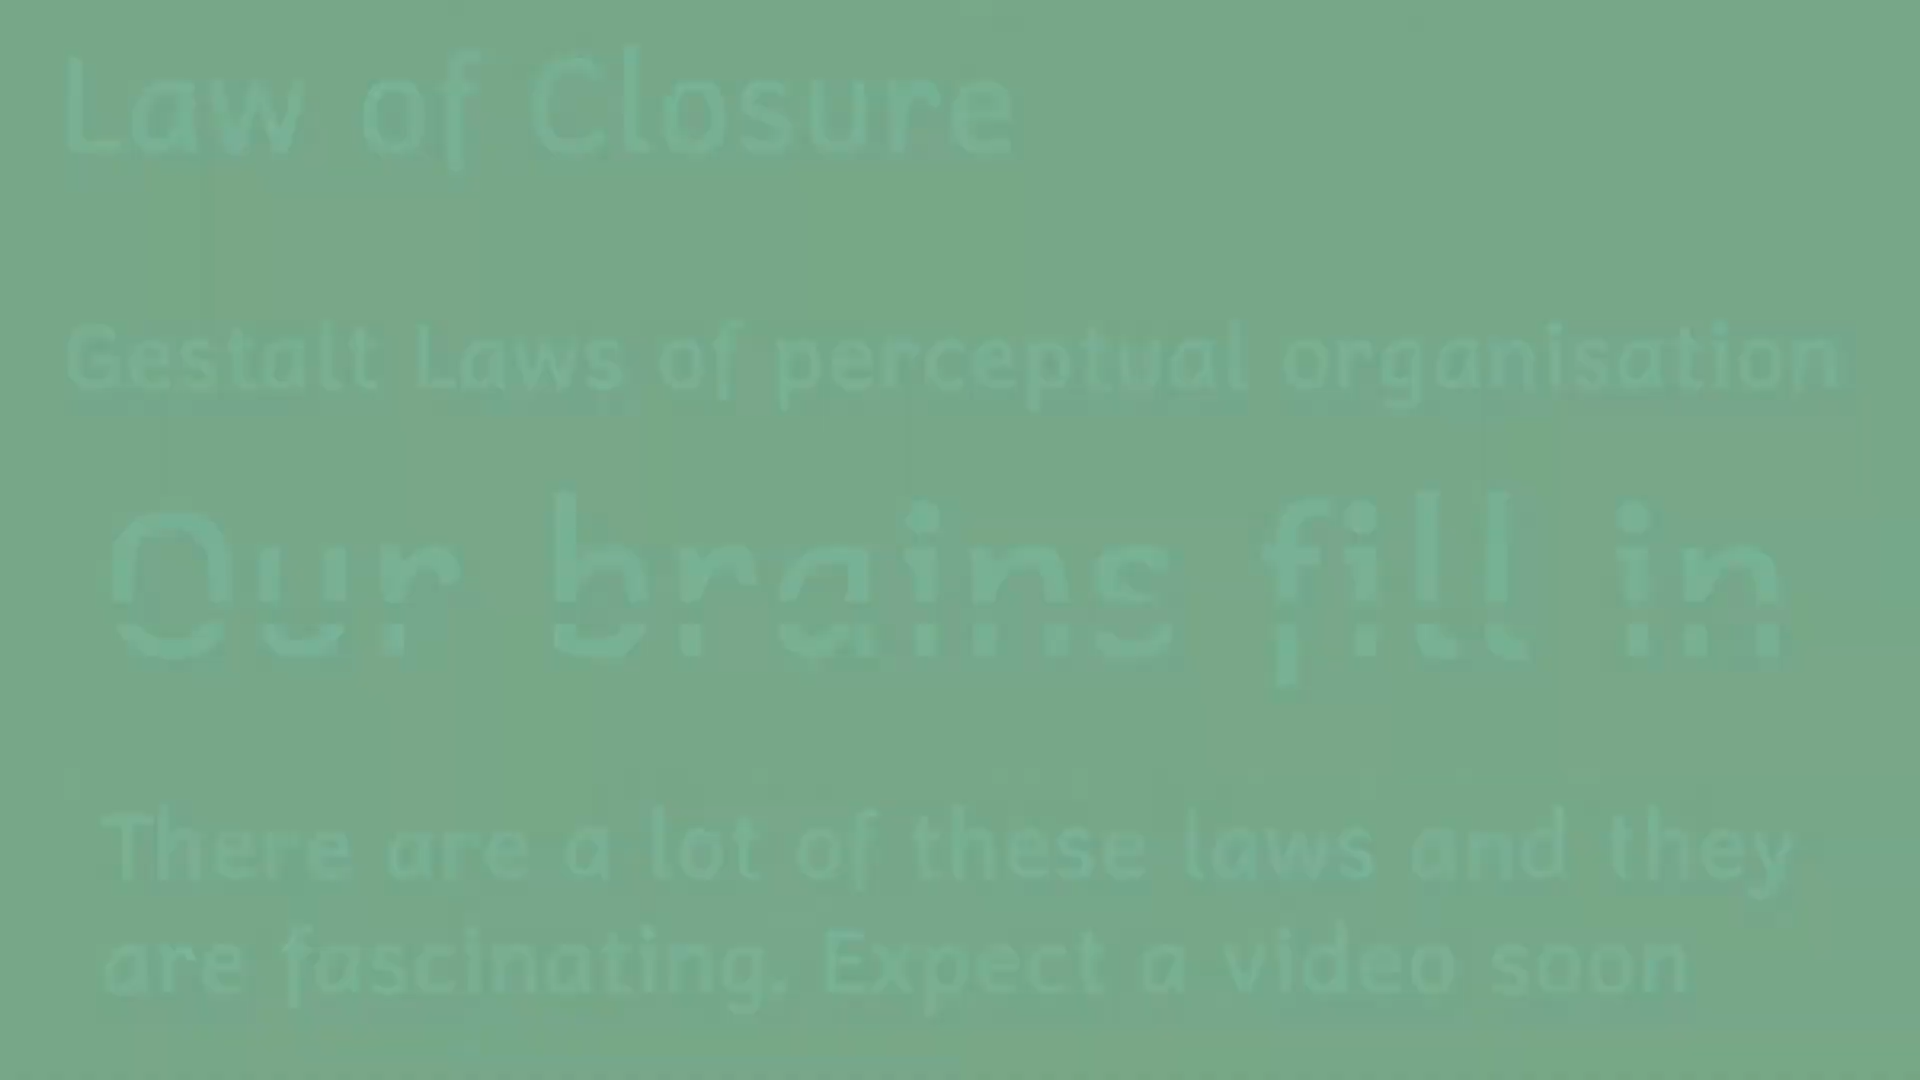 Law of Closure
Gestalt Laws of perceptual organisation
Our brains fill in
There are a lot of these laws and they
are fascinating. Expect a video soon